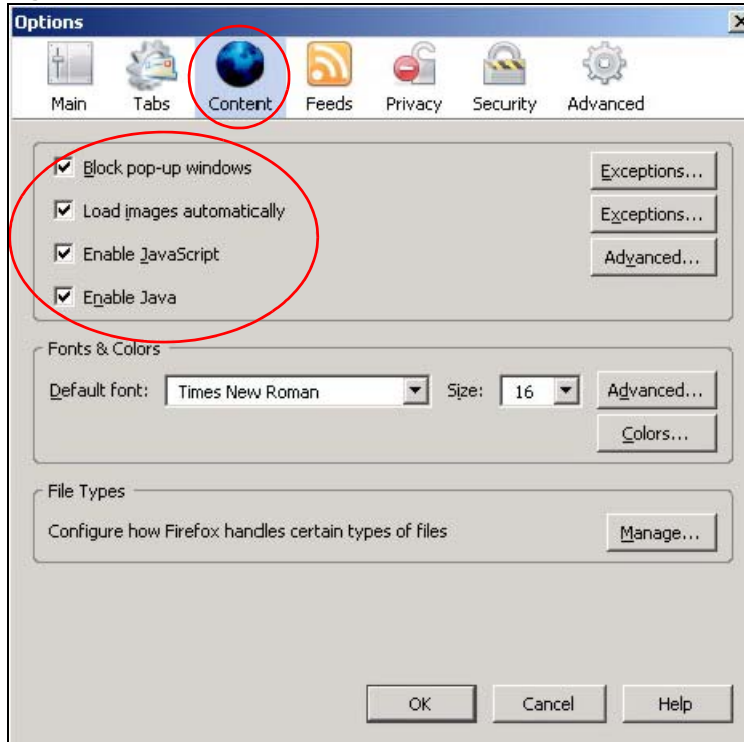 Options
Main Tabs Content Feeds Privacy Security Advanced
Block pop-up windows Exceptions...
Load images automatically Exceptions...
Enable JavaScript Advanced...
Enable Java
Fonts & Colors
Default font: Times New Roman Size: 16 Advanced...
Colors...
File Types
Configure how Firefox handles certain types of files Manage...
OK Cancel Help